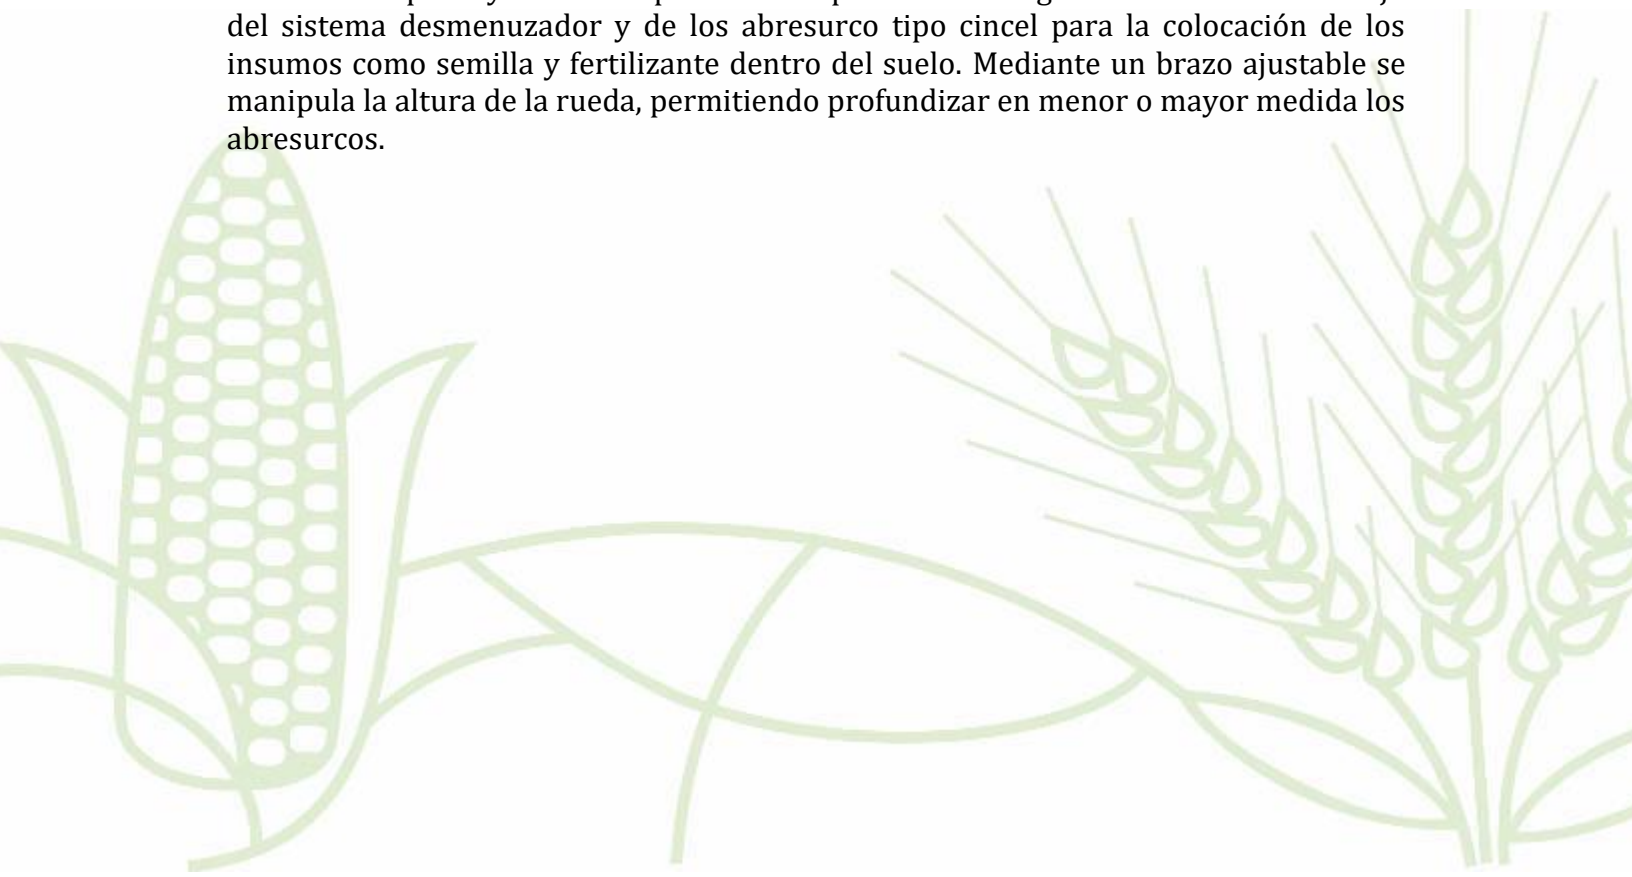 del sistema desmenuzador y de los abresurco tipo cincel para la colocación de los
insumos como semilla y fertilizante dentro del suelo. Mediante un brazo ajustable se
manipula la altura de la rueda, permitiendo profundizar en menor o mayor medida los
abresurcos.